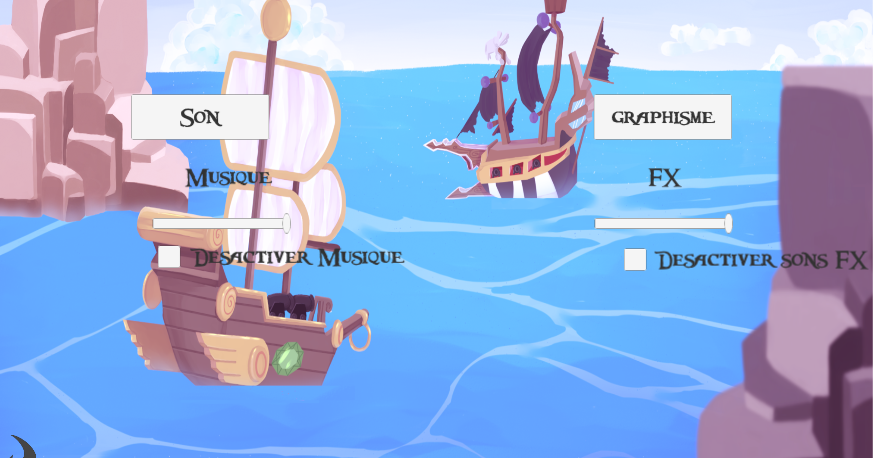 Son
GRAPHISME
Musique
FX
Desactiver Musique
Desactiver sons FX